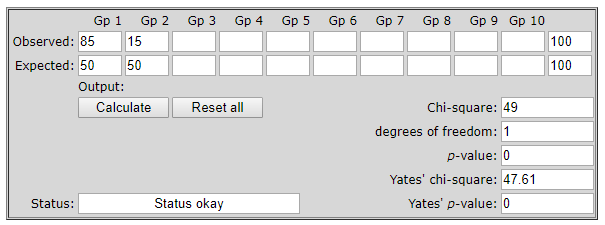 Gp 1 Gp 2 Gp 3 Gp 4 Gp 5 Gp 6 Gp 7 Gp 8 Gp 9 Gp 10
Observed: 85 15 100
Expected: 50 50 100
Output:
Calculate Reset all Chi-square: 49
degrees of freedom: 1
p-value: 0
Yates' chi-square: 47.61
Status: Status okay Yates' p-value: 0